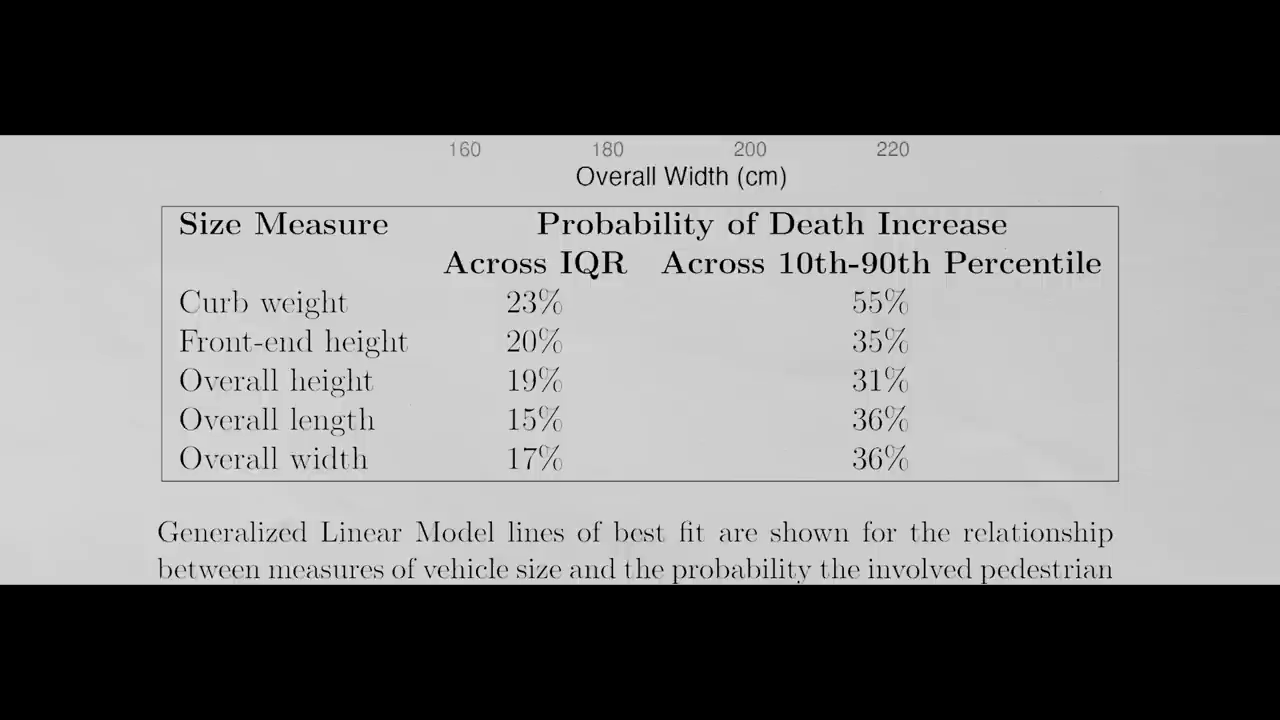 160 180 200 220
Overall Width (cm)
Size Measure Probability of Death Increase
Across IQR Across 10th-90th Percentile
Curb weight 23% 55%
Front-end height 20% 35%
Overall height 19% 31%
Overall length 15% 36%
Overall width 17% 36%
Generalized Linear Model lines of best fit are shown for the relationship
between measures of vehicle size and the probability the involved pedestrian